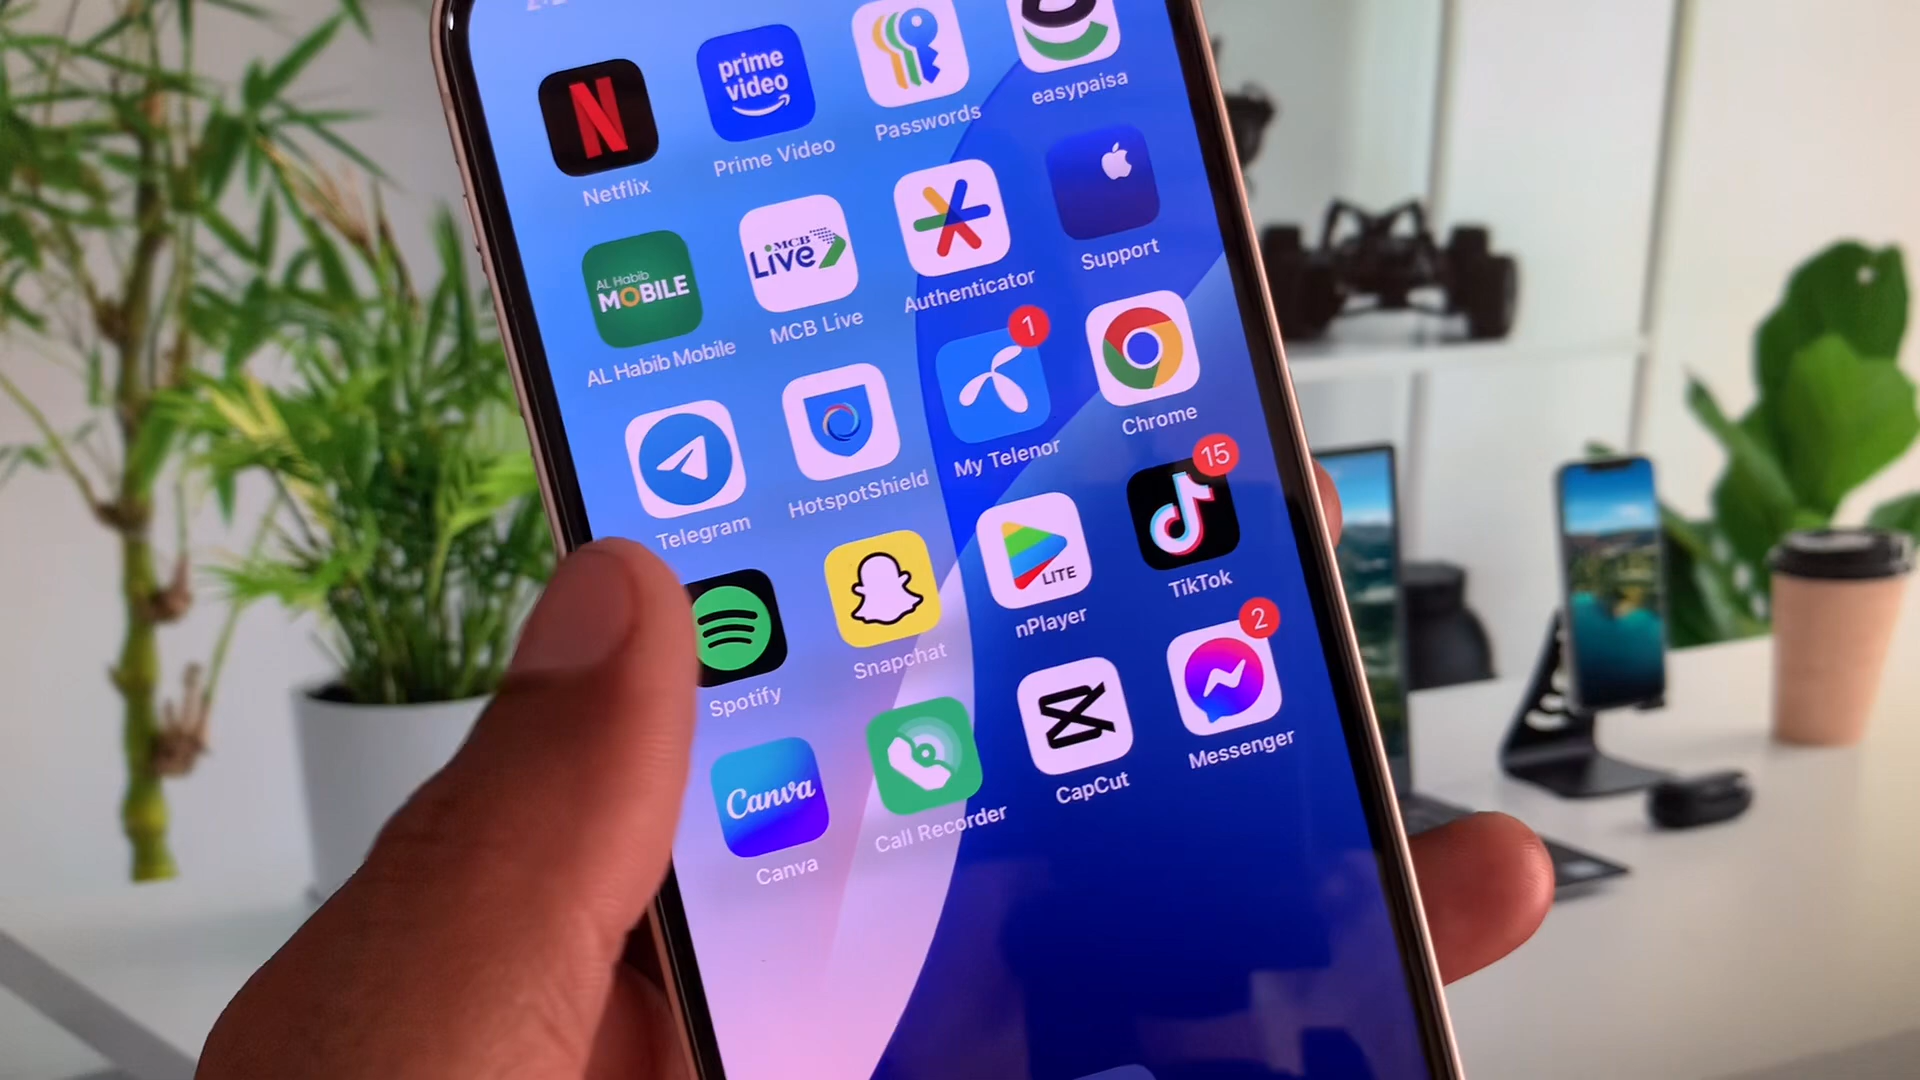 N
prime
video
Netflix
Prime Video
Passwords
easypaisa
AL Habib
MOBILE
MCB
Live
AL Habib Mobile
MCB Live
Authenticator
Support
1
Telegram
HotspotShield
My Telenor
Chrome
15
LITE
Spotify
Snapchat
nPlayer
TikTok
2
Canva
Canva
Call Recorder
CapCut
Messenger